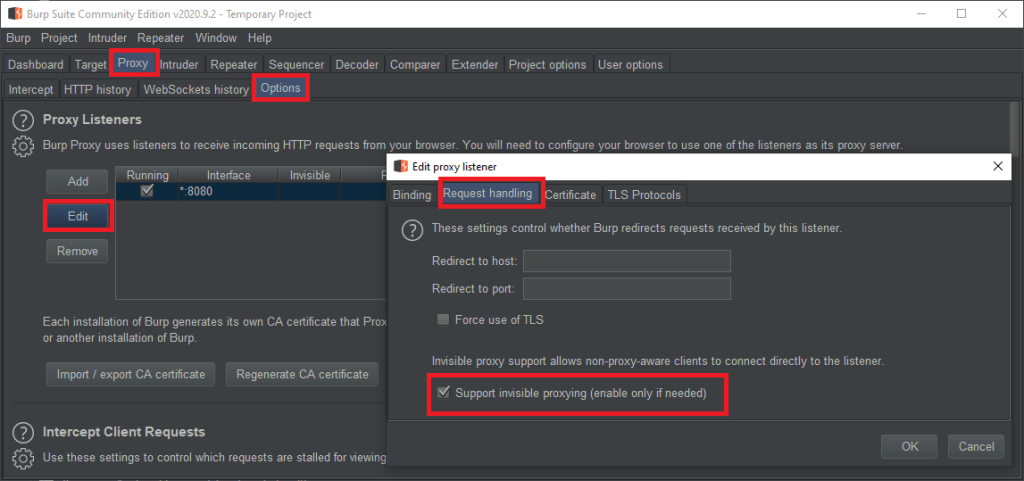 Burp Suite Community Edition v2020.9.2 - Temporary Project
Burp Project Intruder Repeater Window Help
Dashboard Target Proxy Intruder Repeater Sequencer Decoder Comparer Extender Project options User options
Intercept HTTP history WebSockets history Options
Proxy Listeners
Burp Proxy uses listeners to receive incoming HTTP requests from your browser. You will need to configure your browser to use one of the listeners as its proxy server.
Add
Running Interface Invisible
*:8080
Edit
Remove
Each installation of Burp generates its own CA certificate that
or another installation of Burp.
Import / export CA certificate Regenerate CA certificate
Intercept Client Requests
Use these settings to control which requests are stalled for viewing
Edit proxy listener
Binding Request handling Certificate TLS Protocols
These settings control whether Burp redirects requests received by this listener.
Redirect to host:
Redirect to port:
Force use of TLS
Invisible proxy support allows non-proxy-aware clients to connect directly to the listener.
Support invisible proxying (enable only if needed)
OK Cancel